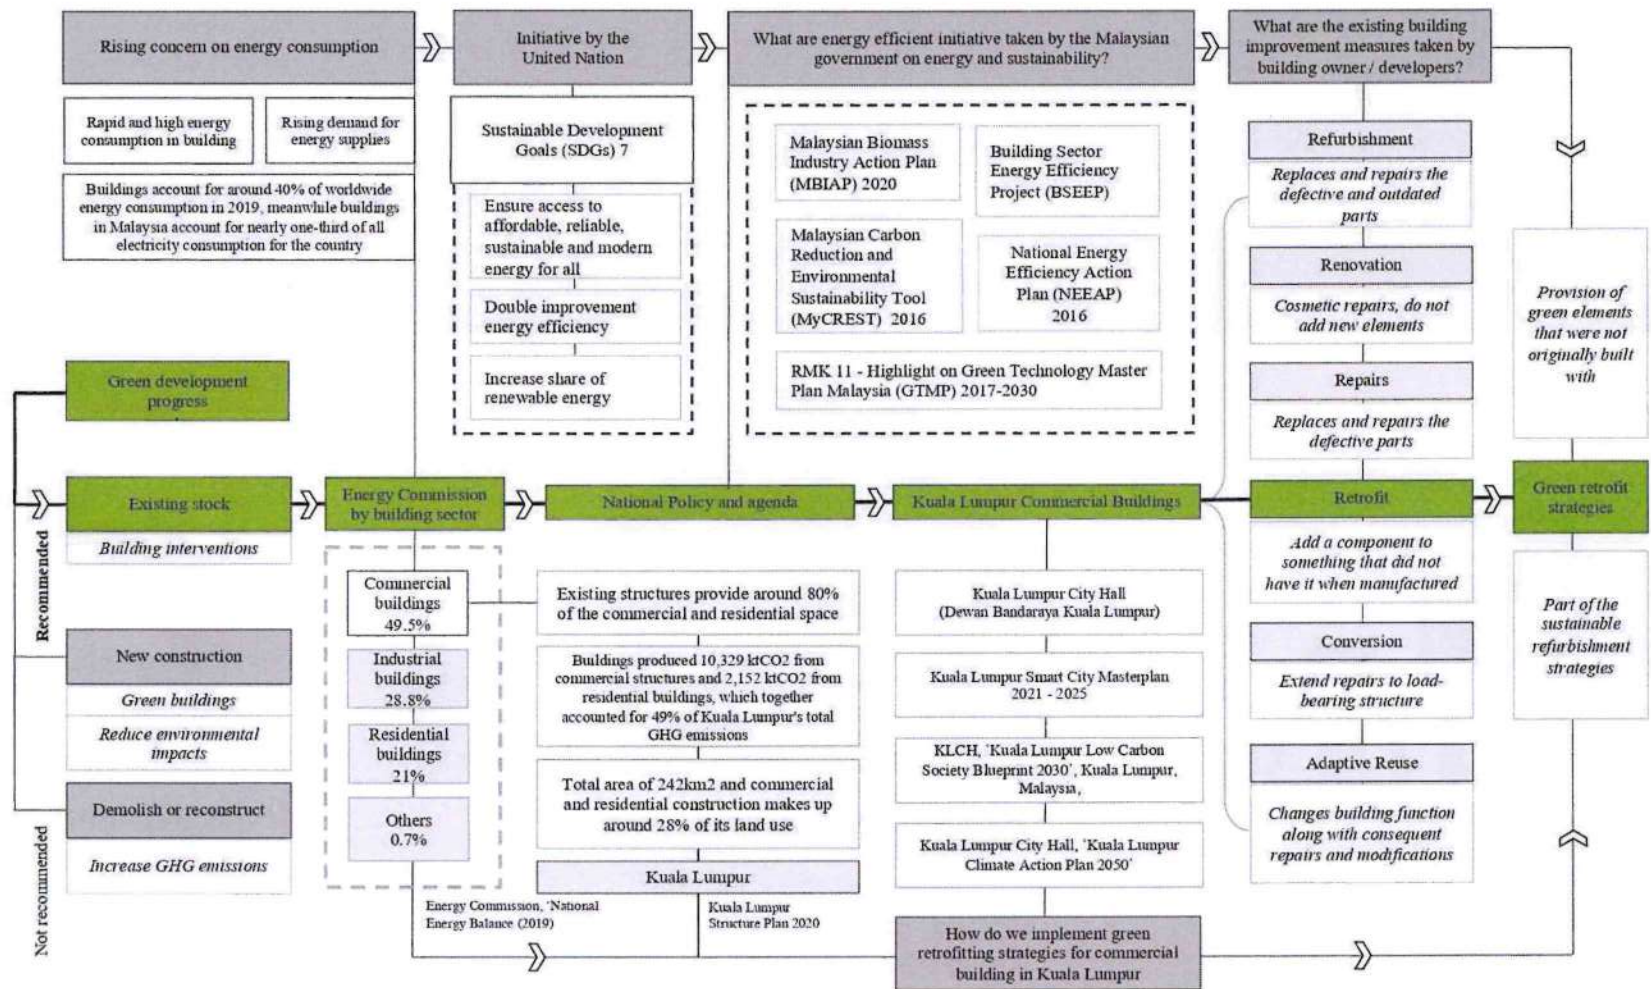 Rising concern on energy consumption
Initiative by the
United Nation
What are energy efficient initiative taken by the Malaysian
government on energy and sustainability?
What are the existing building
improvement measures taken by
building owner / developers?
Rapid and high energy
consumption in building
Rising demand for
energy supplies
Buildings account for around 40% of worldwide
energy consumption in 2019, meanwhile buildings
in Malaysia account for nearly one-third of all
electricity consumption for the country
Sustainable Development
Goals (SDGs) 7
Ensure access to
affordable, reliable,
sustainable and modern
energy for all
Double improvement
energy efficiency
Increase share of
renewable energy
Malaysian Biomass
Industry Action Plan
(MBIAP) 2020
Building Sector
Energy Efficiency
Project (BSEEP)
Malaysian Carbon
Reduction and
Environmental
Sustainability Tool
(MyCREST) 2016
National Energy
Efficiency Action
Plan (NEEAP)
2016
RMK 11 - Highlight on Green Technology Master
Plan Malaysia (GTMP) 2017-2030
Refurbishment
Replaces and repairs the
defective and outdated
parts
Renovation
Cosmetic repairs, do not
add new elements
Repairs
Replaces and repairs the
defective parts
Provision of
green elements
that were not
originally built
with
Green development
progress
Recommended
Existing stock
Building interventions
Energy Commission
by building sector
National Policy and agenda
Kuala Lumpur Commercial Buildings
Retrofit
Green retrofit
strategies
Add a component to
something that did not
have it when manufactured
Conversion
Extend repairs to load-
bearing structure
Adaptive Reuse
Changes building function
along with consequent
repairs and modifications
Part of the
sustainable
refurbishment
strategies
New construction
Green buildings
Reduce environmental
impacts
Not recommended
Demolish or reconstruct
Increase GHG emissions
Commercial
buildings
49.5%
Industrial
buildings
28.8%
Residential
buildings
21%
Others
0.7%
Energy Commission, 'National
Energy Balance (2019)
Existing structures provide around 80%
of the commercial and residential space
Buildings produced 10,329 ktCO2 from
commercial structures and 2,152 ktCO2 from
residential buildings, which together
accounted for 49% of Kuala Lumpur's total
GHG emissions
Total area of 242km2 and commercial
and residential construction makes up
around 28% of its land use
Kuala Lumpur
Kuala Lumpur
Structure Plan 2020
Kuala Lumpur City Hall
(Dewan Bandaraya Kuala Lumpur)
Kuala Lumpur Smart City Masterplan
2021 - 2025
KLCH, 'Kuala Lumpur Low Carbon
Society Blueprint 2030', Kuala Lumpur,
Malaysia,
Kuala Lumpur City Hall, 'Kuala Lumpur
Climate Action Plan 2050'
How do we implement green
retrofitting strategies for commercial
building in Kuala Lumpur